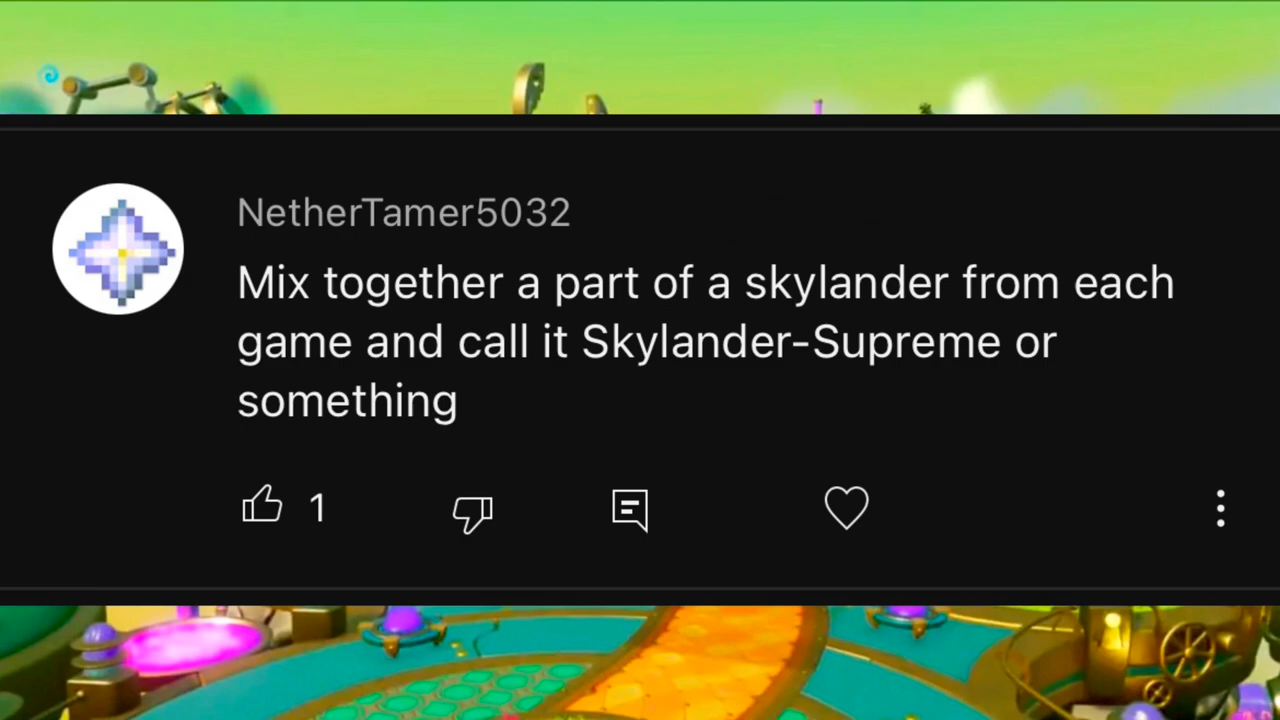 NetherTamer5032
Mix together a part of a skylander from each
game and call it Skylander-Supreme or
something
1